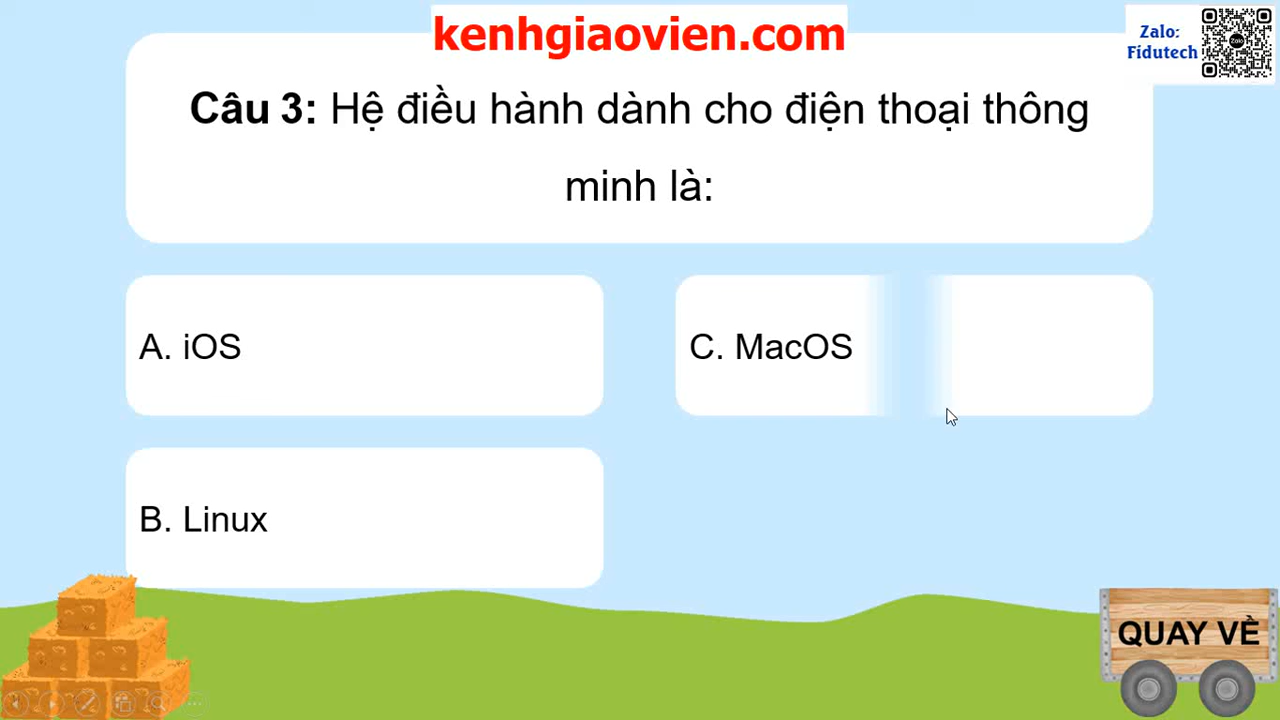 kenhgiaovien.com
Zalo:
Fidutech
Zalo
Câu 3: Hệ điều hành dành cho điện thoại thông
minh là:
A. iOS
C. MacOS
B. Linux
QUAY VỀ